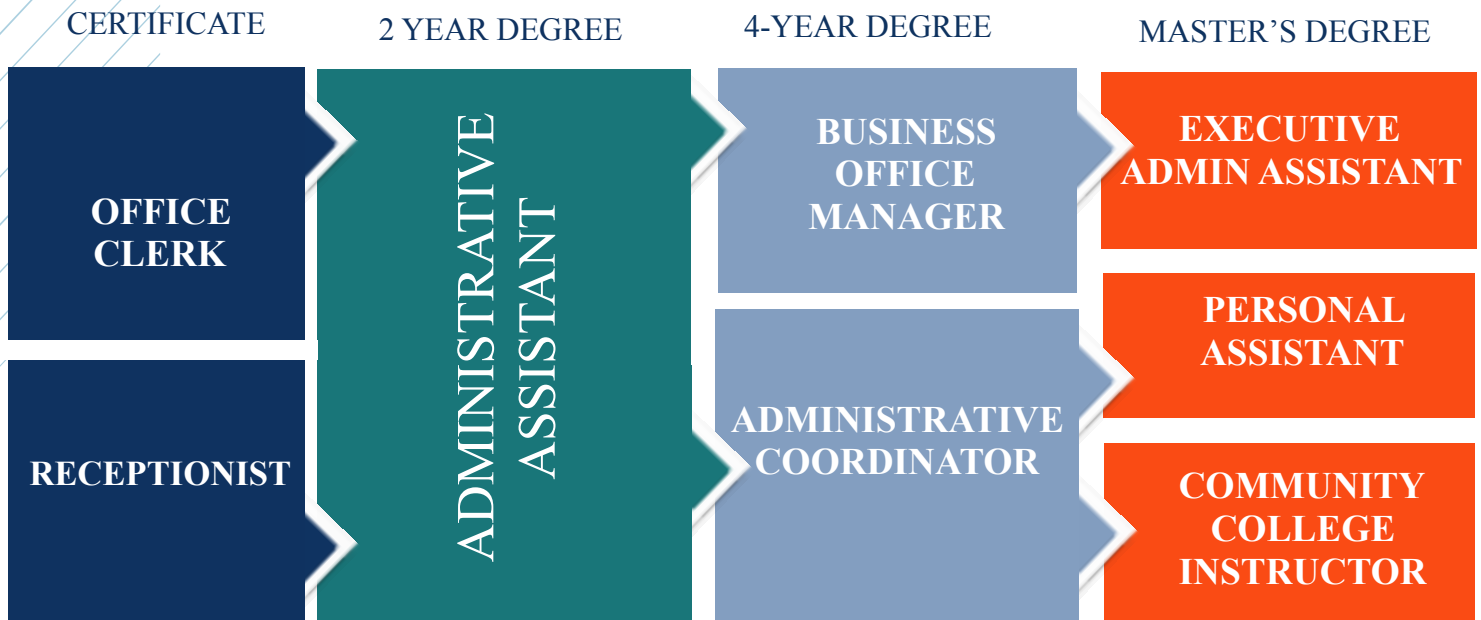 CERTIFICATE
2 YEAR DEGREE
4-YEAR DEGREE
MASTER’S DEGREE
OFFICE
CLERK
RECEPTIONIST
ADMINISTRATIVE
ASSISTANT
BUSINESS
OFFICE
MANAGER
ADMINISTRATIVE
COORDINATOR
EXECUTIVE
ADMIN ASSISTANT
PERSONAL
ASSISTANT
COMMUNITY
COLLEGE
INSTRUCTOR